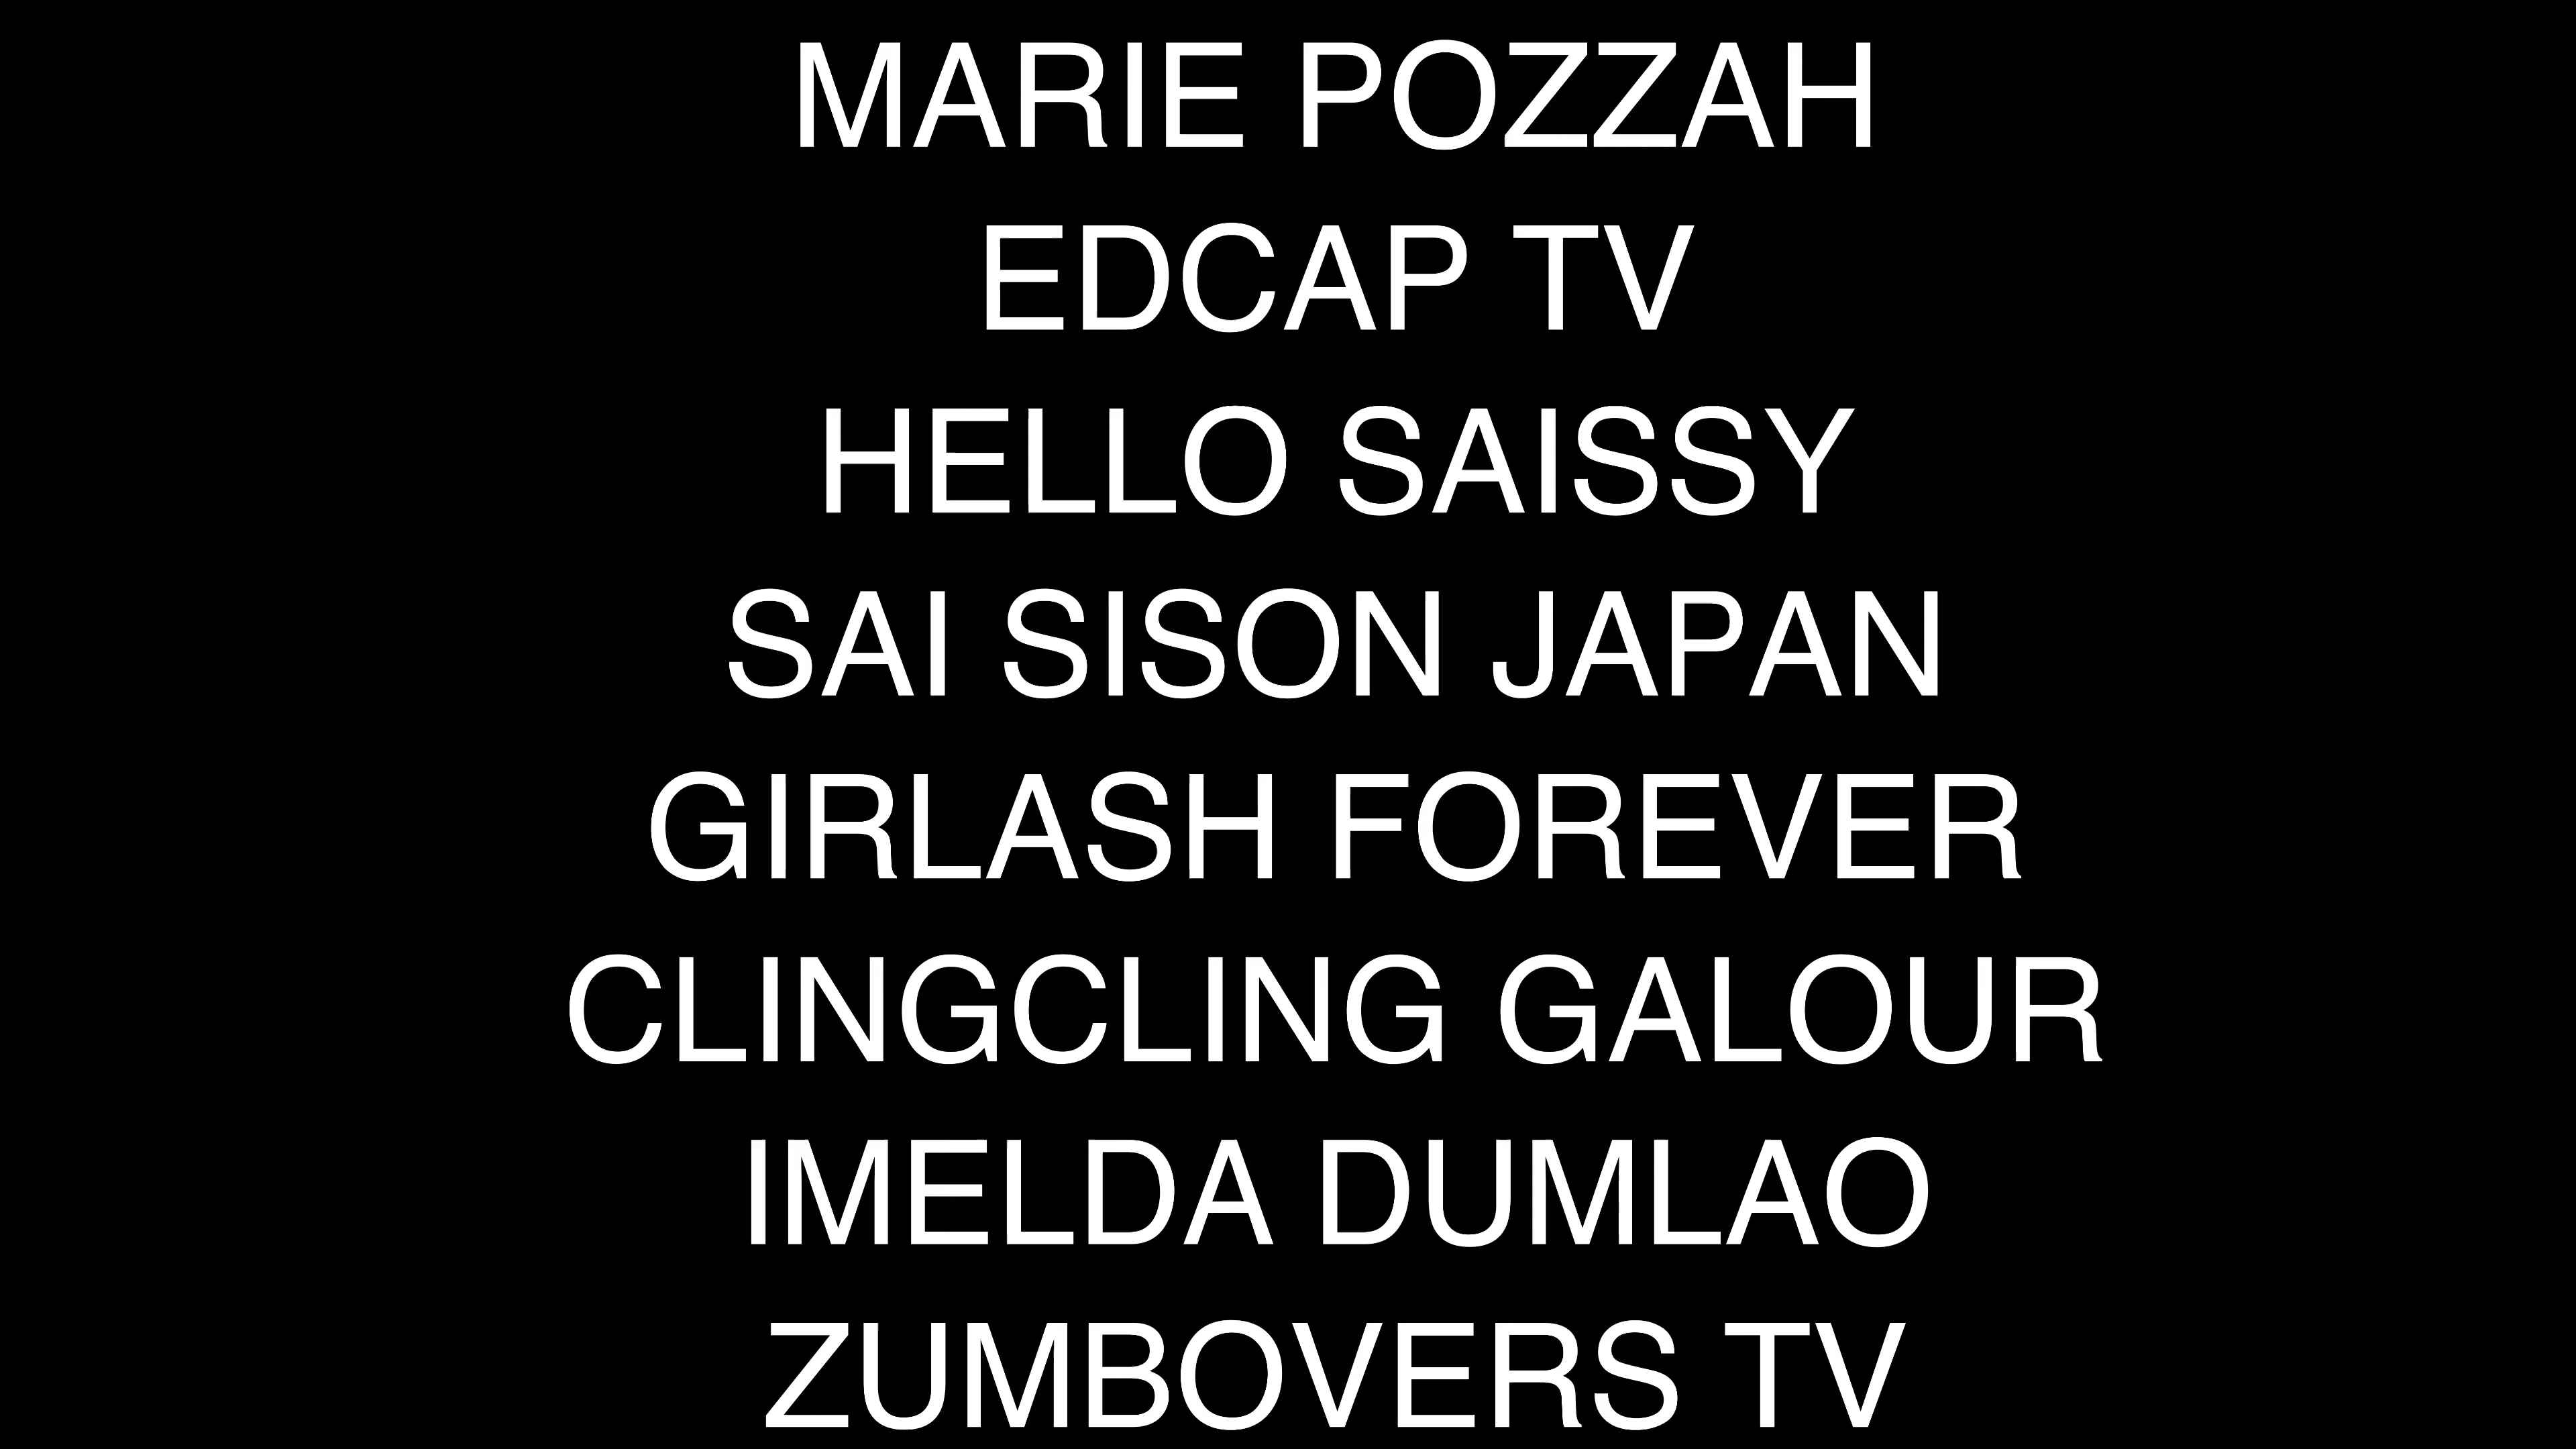 MARIE POZZAH
EDCAP TV
HELLO SAISSY
SAI SISON JAPAN
GIRLASH FOREVER
CLINGCLING GALOUR
IMELDA DUMLAO
ZUMBOVERS TV